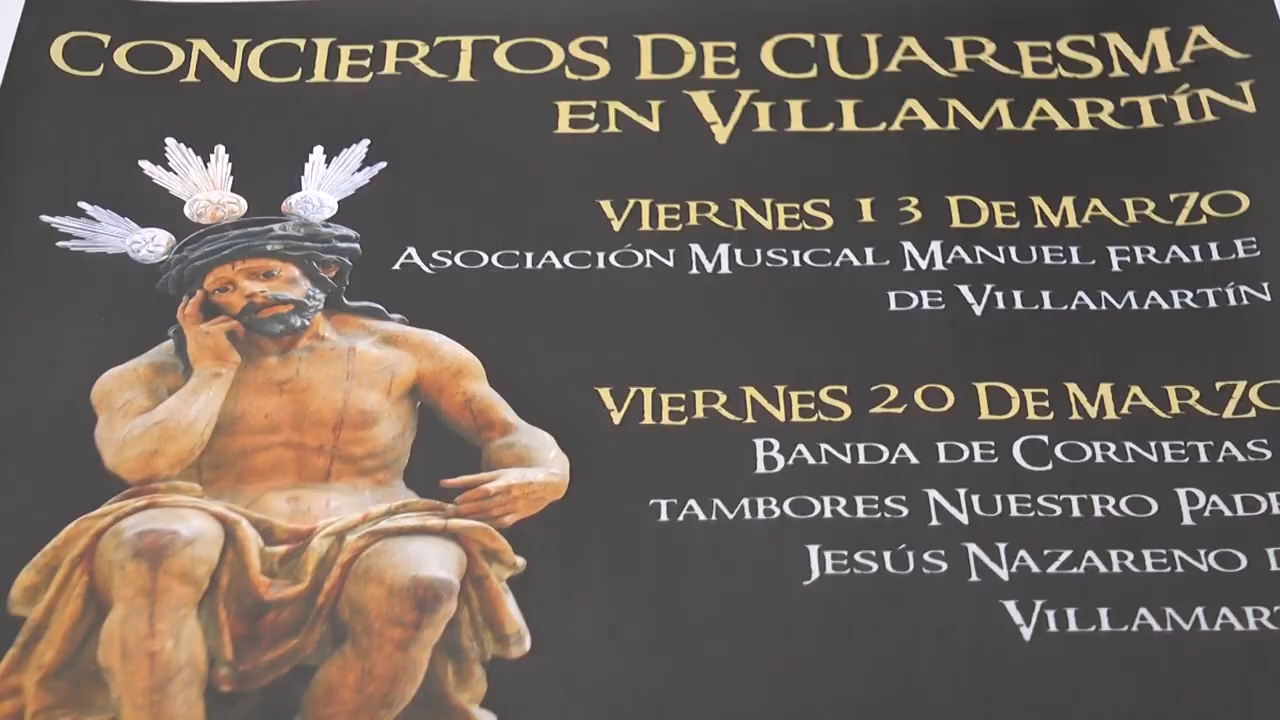 CONCIERTOS DE CUARESMA
EN VILLAMARTÍN
VIERNES 13 DE MARZO
ASOCIACIÓN MUSICAL MANUEL FRAILE
DE VILLAMARTÍN
VIERNES 20 DE MARZO
BANDA DE CORNETAS
TAMBORES NUESTRO
JESÚS NAZARENO